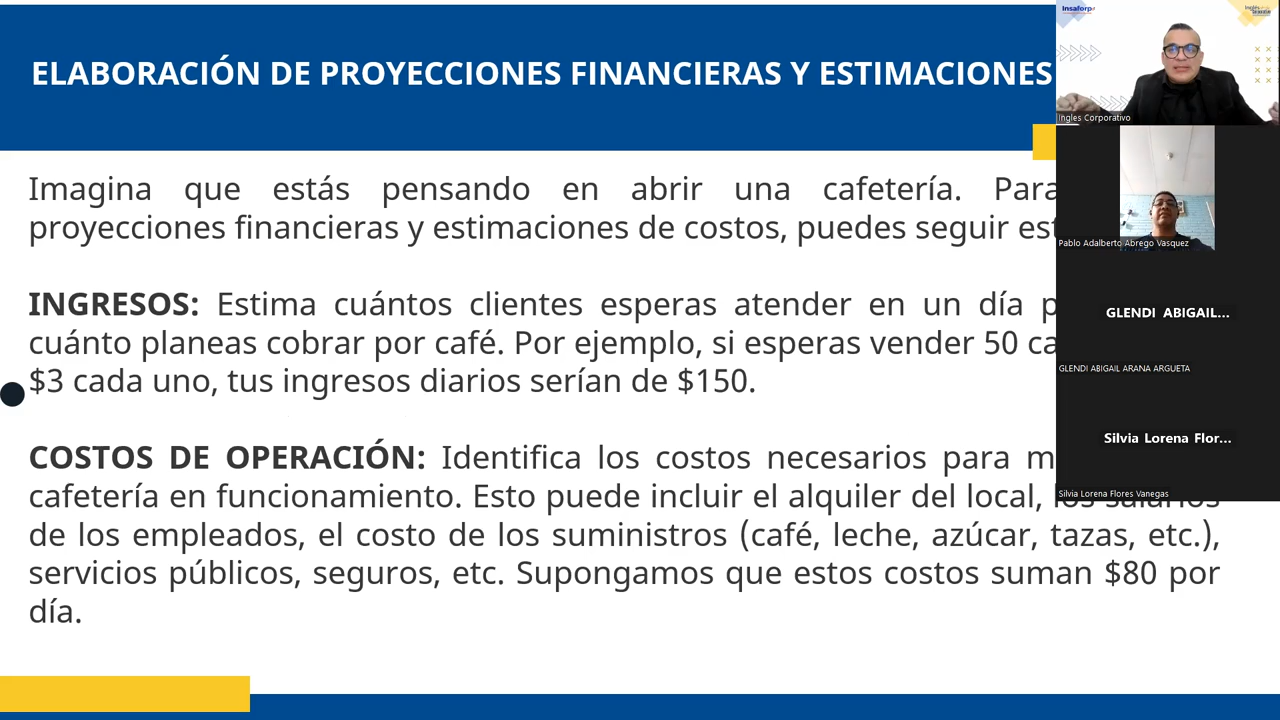 ELABORACIÓN DE PROYECCIONES FINANCIERAS Y ESTIMACIONES
Imagina que estás pensando en abrir una cafetería. Para
proyecciones financieras y estimaciones de costos, puedes seguir
INGRESOS: Estima cuántos clientes esperas atender en un día
cuánto planeas cobrar por café. Por ejemplo, si esperas vender 50
$3 cada uno, tus ingresos diarios serían de $150.
COSTOS DE OPERACIÓN: Identifica los costos necesarios para
cafetería en funcionamiento. Esto puede incluir el alquiler del local, los salarios
de los empleados, el costo de los suministros (café, leche, azúcar, tazas, etc.),
servicios públicos, seguros, etc. Supongamos que estos costos suman $80 por
día.
Insaforp
Ingles Corporativo
Pablo Adalberto Abrego Vasquez
GLENDI ABIGAIL...
GLENDI ABIGAIL ARANA ARGUETA
Silvia Lorena Flor...
Silvia Lorena Flores Vanegas